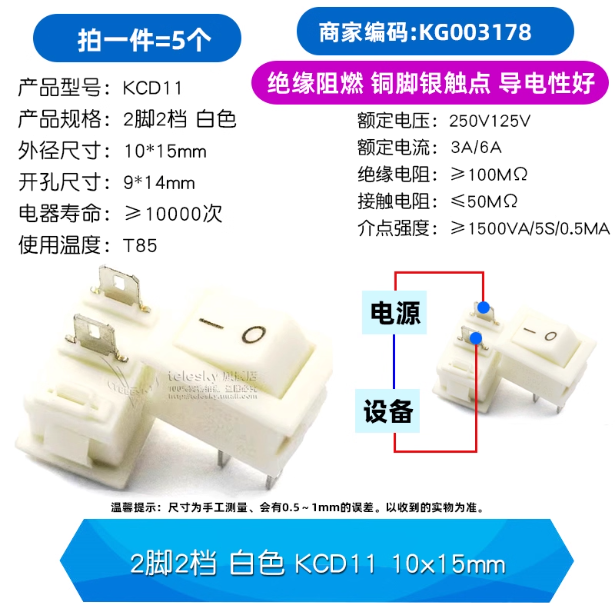 拍一件=5个
商家编码:KG003178
绝缘阻燃 铜脚银触点 导电性好
产品型号: KCD11
产品规格: 2脚2档 白色
外径尺寸: 10*15mm
开孔尺寸: 9*14mm
电器寿命: ≥10000次
使用温度: T85
额定电压: 250V125V
额定电流: 3A/6A
绝缘电阻: ≥100MΩ
接触电阻: ≤50MΩ
介点强度: ≥1500VA/5S/0.5MA
电源
设备
telesky 旗舰店
温馨提示: 尺寸为手工测量、会有0.5~1mm的误差。以收到的实物为准。
2脚2档 白色 KCD11 10x15mm